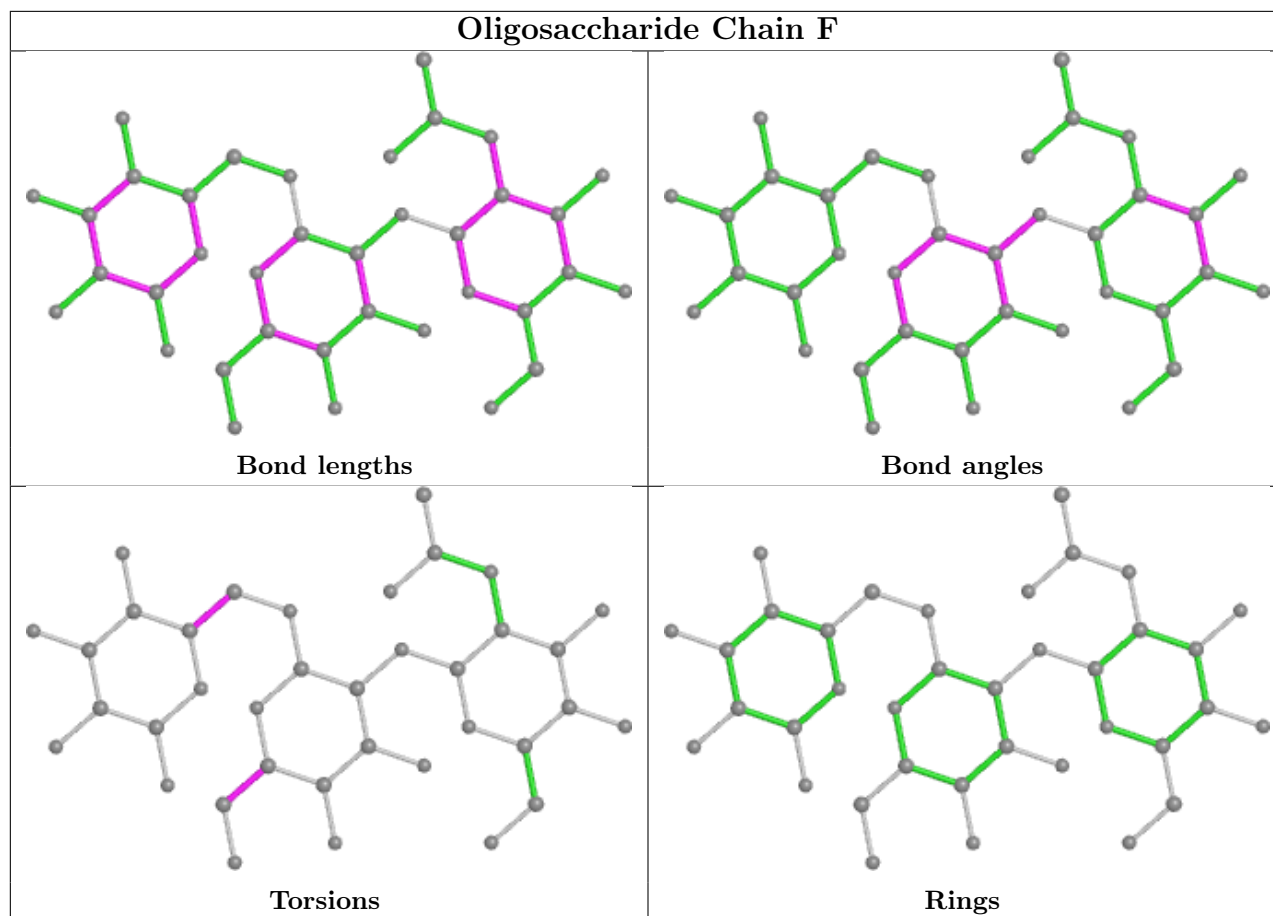 Oligosaccharide Chain F
Bond lengths
Bond angles
Torsions
Rings